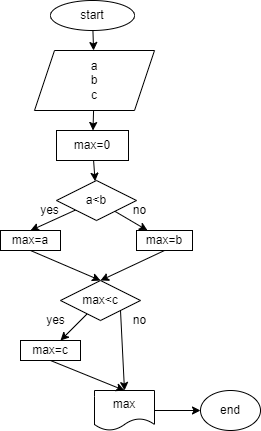 start
a
b
c
max=0
a<b
yes
no
max=a
max=b
max<c
yes
no
max=c
max
end